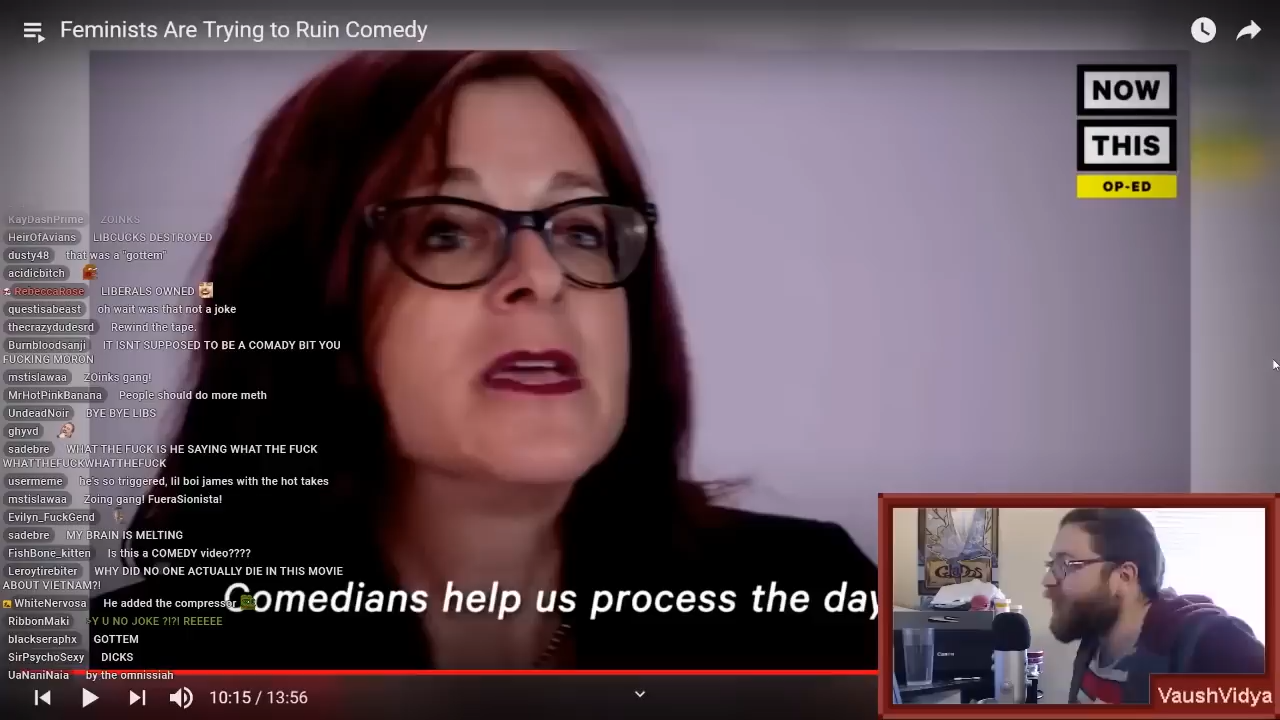 Feminists Are Trying to Ruin Comedy
NOW
THIS
OP-ED
KayDashPrime ZOINKS
HeirOfAvians LIBCUCKS DESTROYED
dusty48 that was a "gottem"
acidicbitch
RebeccaRose LIBERALS OWNED
questisabeast oh wait was that not a joke
thecrazydudesrd Rewind the tape.
Burnbloodsanji IT ISNT SUPPOSED TO BE A COMADY BIT YOU
FUCKING MORON
mstislawaa ZOinks gang!
MrHotPinkBanana People should do more meth
UndeadNoir BYE BYE LIBS
ghyvd
sadebre WHAT THE FUCK IS HE SAYING WHAT THE FUCK
WHATTHEFUCKWHATTHEFUCK
usermeme he's so triggered, lil boi james with the hot takes
mstislawaa Zoing gang! FueraSionista!
Evilyn_FuckGend
sadebre MY BRAIN IS MELTING
FishBone_kitten Is this a COMEDY video????
Leroytirebiter WHY DID NO ONE ACTUALLY DIE IN THIS MOVIE
ABOUT VIETNAM?!
WhiteNervosa He added the compresser
RibbonMaki >Y U NO JOKE ?!?! REEEEE
blackseraphx GOTTEM
SirPsychoSexy DICKS
UaNaniNaia by the omnissiah
Comedians help us process the day
GLaDOS
Canon
10:15 / 13:56
VaushVidya